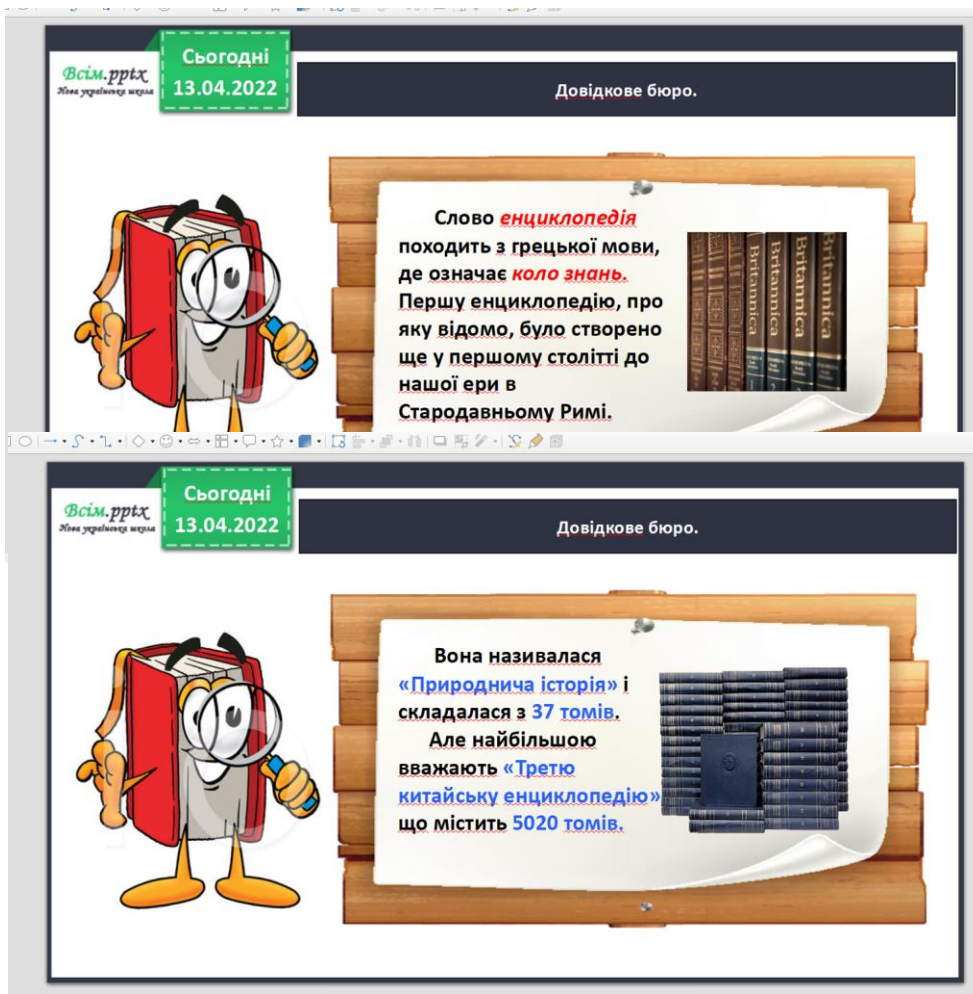 Всім.pptx
Нова українська школа
Сьогодні
13.04.2022
Довідкове бюро.
Слово енциклопедія
походить з грецької мови,
де означає коло знань.
Першу енциклопедію, про
яку відомо, було створено
ще у першому столітті до
нашої ери в
Стародавньому Римі.
Britannica
Britannica
Britannica
Britannica
1
2
Всім.pptx
Нова українська школа
Сьогодні
13.04.2022
Довідкове бюро.
Вона називалася
«Природнича історія» і
складалася з 37 томів.
Але найбільшою
вважають «Третю
китайську енциклопедію»
що містить 5020 томів.